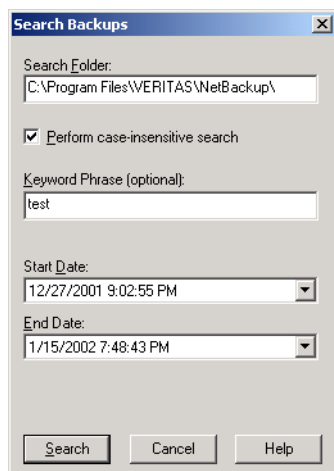 Search Backups
Search Folder:
C:\Program Files\VERITAS\NetBackup\
Perform case-insensitive search
Keyword Phrase (optional):
test
Start Date:
12/27/2001 9:02:55 PM
End Date:
1/15/2002 7:48:43 PM
Search Cancel Help